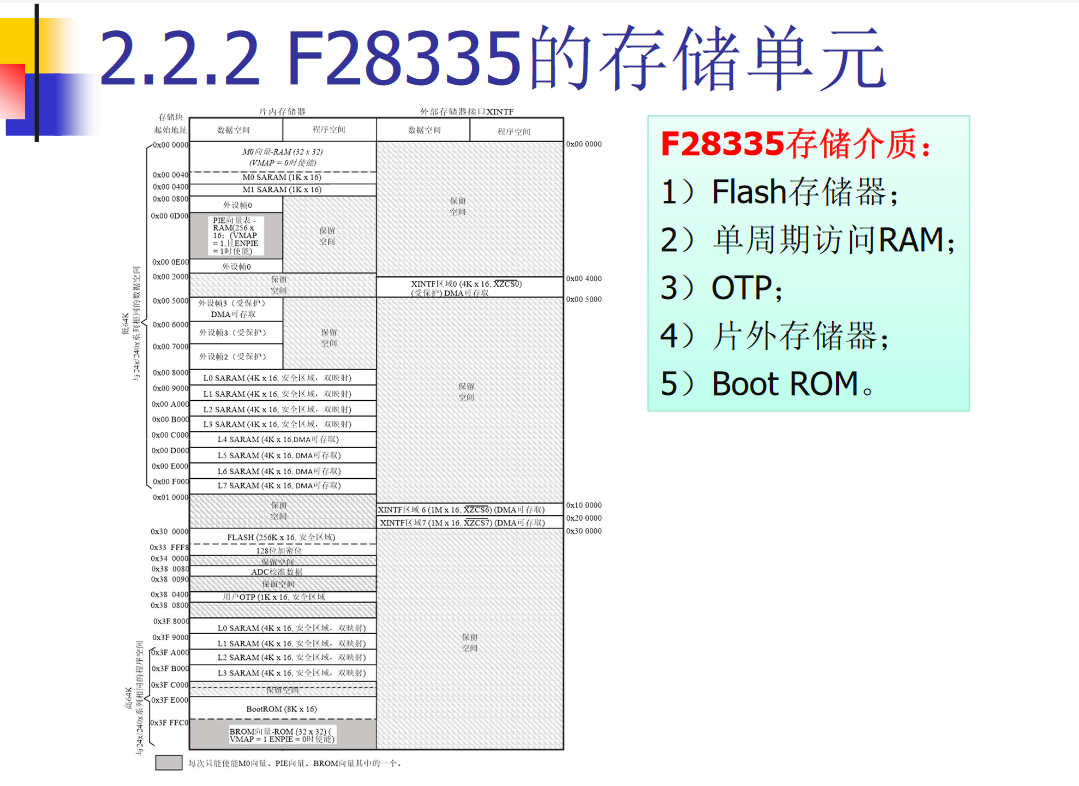 2.2.2 F28335的存储单元
片内存储器
外部存储器接口XINTF
存储块
起始地址
数据空间
程序空间
数据空间
程序空间
0x00 0000
M0向量-RAM (32 x 32)
(VMAP = 0时使能)
0x00 0040
M0 SARAM (1K x 16)
0x00 0400
M1 SARAM (1K x 16)
0x00 0800
外设帧0
0x00 0D00
PIE向量表 -
RAM(256 x
16；(VMAP
= 1,且ENPIE
= 1时使能)
保留
空间
0x00 0E00
外设帧0
0x00 2000
保留
空间
0x00 5000
外设帧3（受保护）
DMA可存取
0x00 6000
外设帧3（受保护）
0x00 7000
外设帧2（受保护）
保留
空间
0x00 8000
L0 SARAM (4K x 16, 安全区域，双映射)
0x00 9000
L1 SARAM (4K x 16, 安全区域，双映射)
0x00 A000
L2 SARAM (4K x 16, 安全区域，双映射)
0x00 B000
L3 SARAM (4K x 16, 安全区域，双映射)
0x00 C000
L4 SARAM (4K x 16,DMA可存取)
0x00 D000
L5 SARAM (4K x 16, DMA可存取)
0x00 E000
L6 SARAM (4K x 16, DMA可存取)
0x00 F000
L7 SARAM (4K x 16, DMA可存取)
0x01 0000
保留
空间
0x30 0000
FLASH (256K x 16, 安全区域)
0x33 FFF8
128位加密位
0x34 0000
保留空间
0x38 0080
ADC校准数据
0x38 0090
保留空间
0x38 0400
用户OTP (1K x 16, 安全区域
0x38 0800
0x3F 8000
L0 SARAM (4K x 16, 安全区域，双映射)
0x3F 9000
L1 SARAM (4K x 16, 安全区域，双映射)
0x3F A000
L2 SARAM (4K x 16, 安全区域，双映射)
0x3F B000
L3 SARAM (4K x 16, 安全区域，双映射)
0x3F C000
保留空间
0x3F E000
BootROM (8K x 16)
0x3F FFC0
BROM向量-ROM (32 x 32) (
VMAP = 1 ENPIE = 0时使能)
低64K
与24x/240x系列相同的数据空间
高64K
与24x/240x系列相同的程序空间
0x00 0000
保留
空间
0x00 4000
XINTF区域0 (4K x 16, XZCS0)
(受保护) DMA可存取
0x00 5000
保留
空间
0x10 0000
XINTF区域 6 (1M x 16, XZCS6) (DMA可存取)
0x20 0000
XINTF区域7 (1M x 16, XZCS7) (DMA可存取)
0x30 0000
保留
空间
每次只能使能M0向量、PIE向量、BROM向量其中的一个。
F28335存储介质：
1）Flash存储器；
2）单周期访问RAM；
3）OTP；
4）片外存储器；
5）Boot ROM。